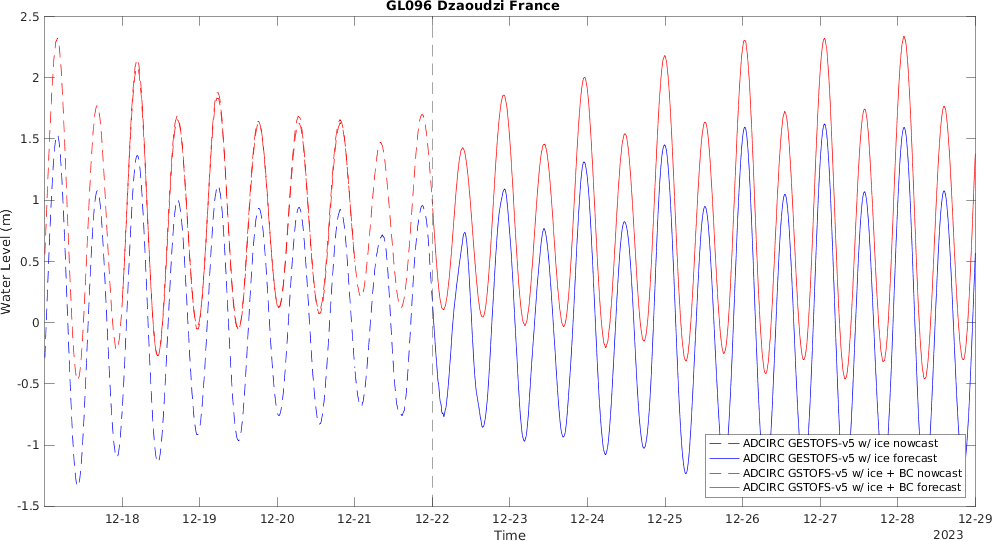 GL096 Dzaoudzi France
2.5
2
1.5
1
0.5
0
-0.5
-1
-1.5
Water Level (m)
12-18 12-19 12-20 12-21 12-22 12-23 12-24 12-25 12-26 12-27 12-28 12-29
Time
2023
ADCIRC GESTOFS-v5 w/ ice nowcast
ADCIRC GESTOFS-v5 w/ ice forecast
ADCIRC GSTOFS-v5 w/ ice + BC nowcast
ADCIRC GSTOFS-v5 w/ ice + BC forecast